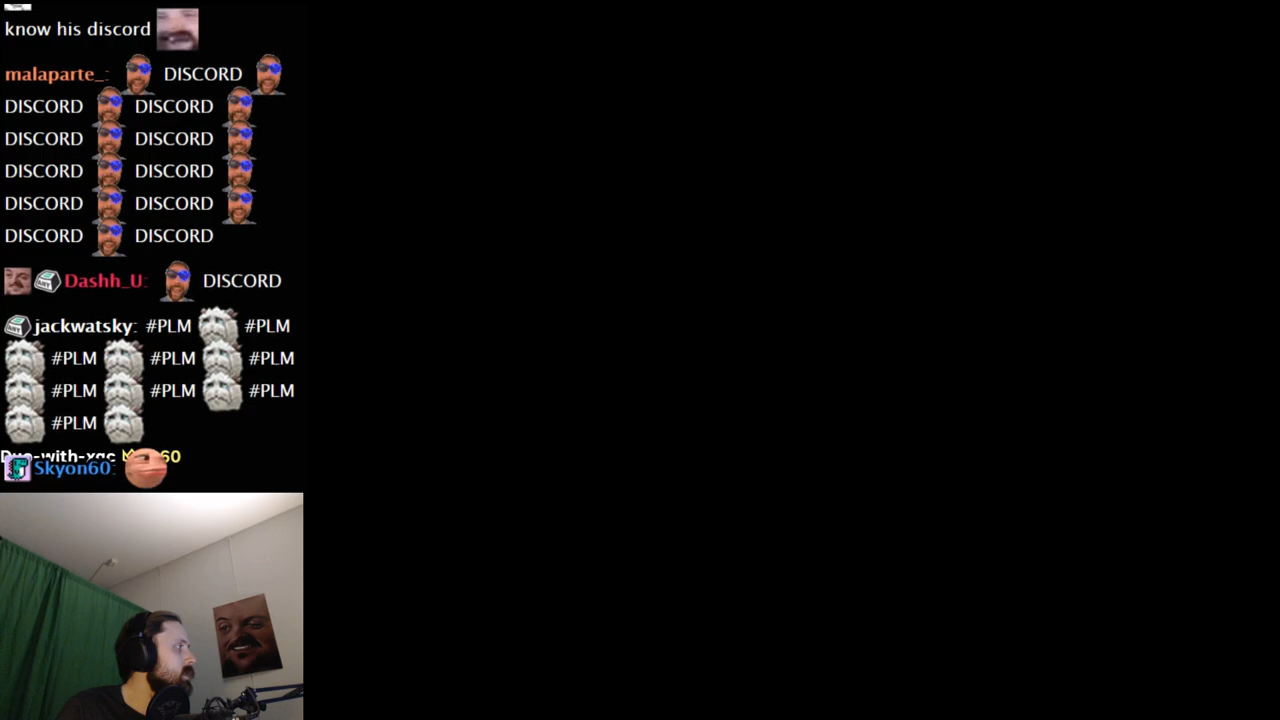 know his discord
malaparte_: DISCORD
DISCORD DISCORD
DISCORD DISCORD
DISCORD DISCORD
DISCORD DISCORD
DISCORD DISCORD
Dashh_U: DISCORD
jackwatsky: #PLM #PLM
#PLM #PLM #PLM
#PLM #PLM #PLM
#PLM
60
Skyon60: